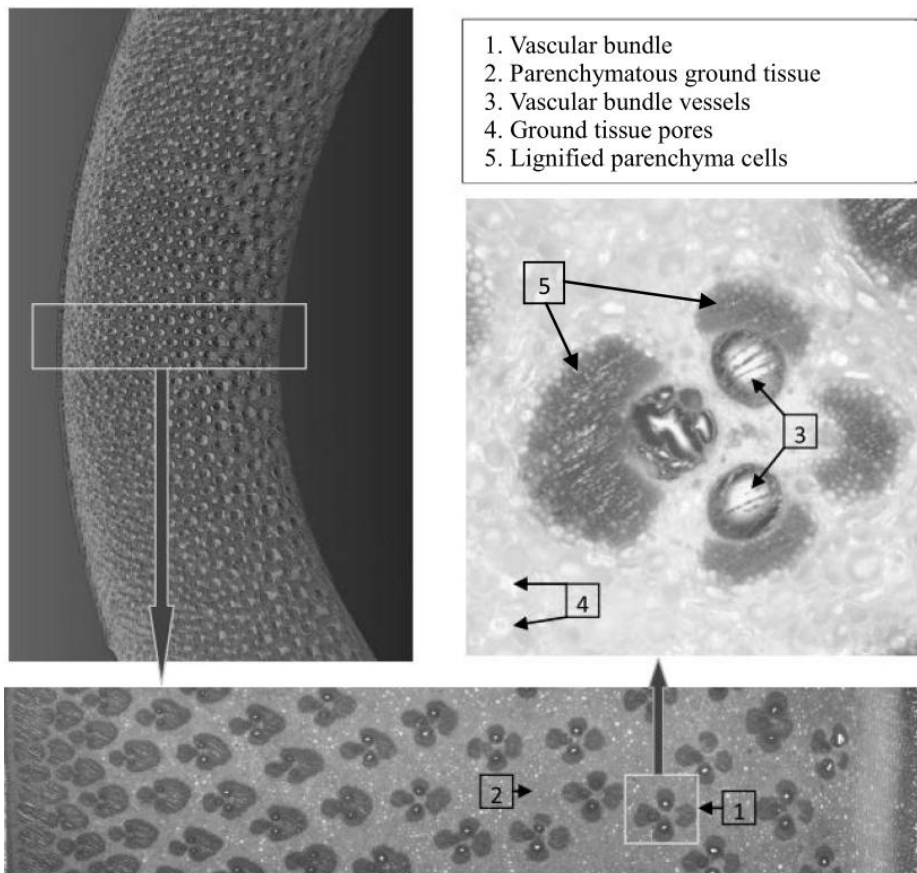 1. Vascular bundle
2. Parenchymatous ground tissue
3. Vascular bundle vessels
4. Ground tissue pores
5. Lignified parenchyma cells
5
3
4
2
1